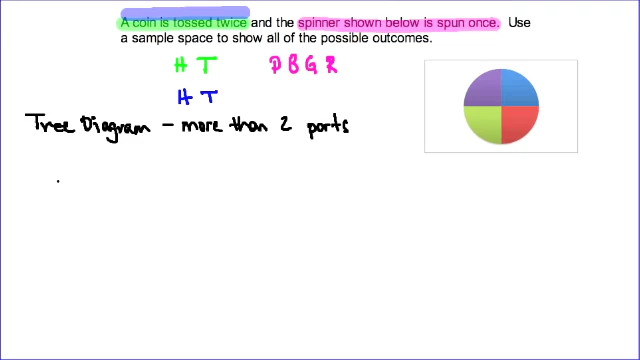 A coin is tossed twice and the spinner shown below is spun once. Use
a sample space to show all of the possible outcomes.
H T P B G R
H T
Tree Diagram - more than 2 parts